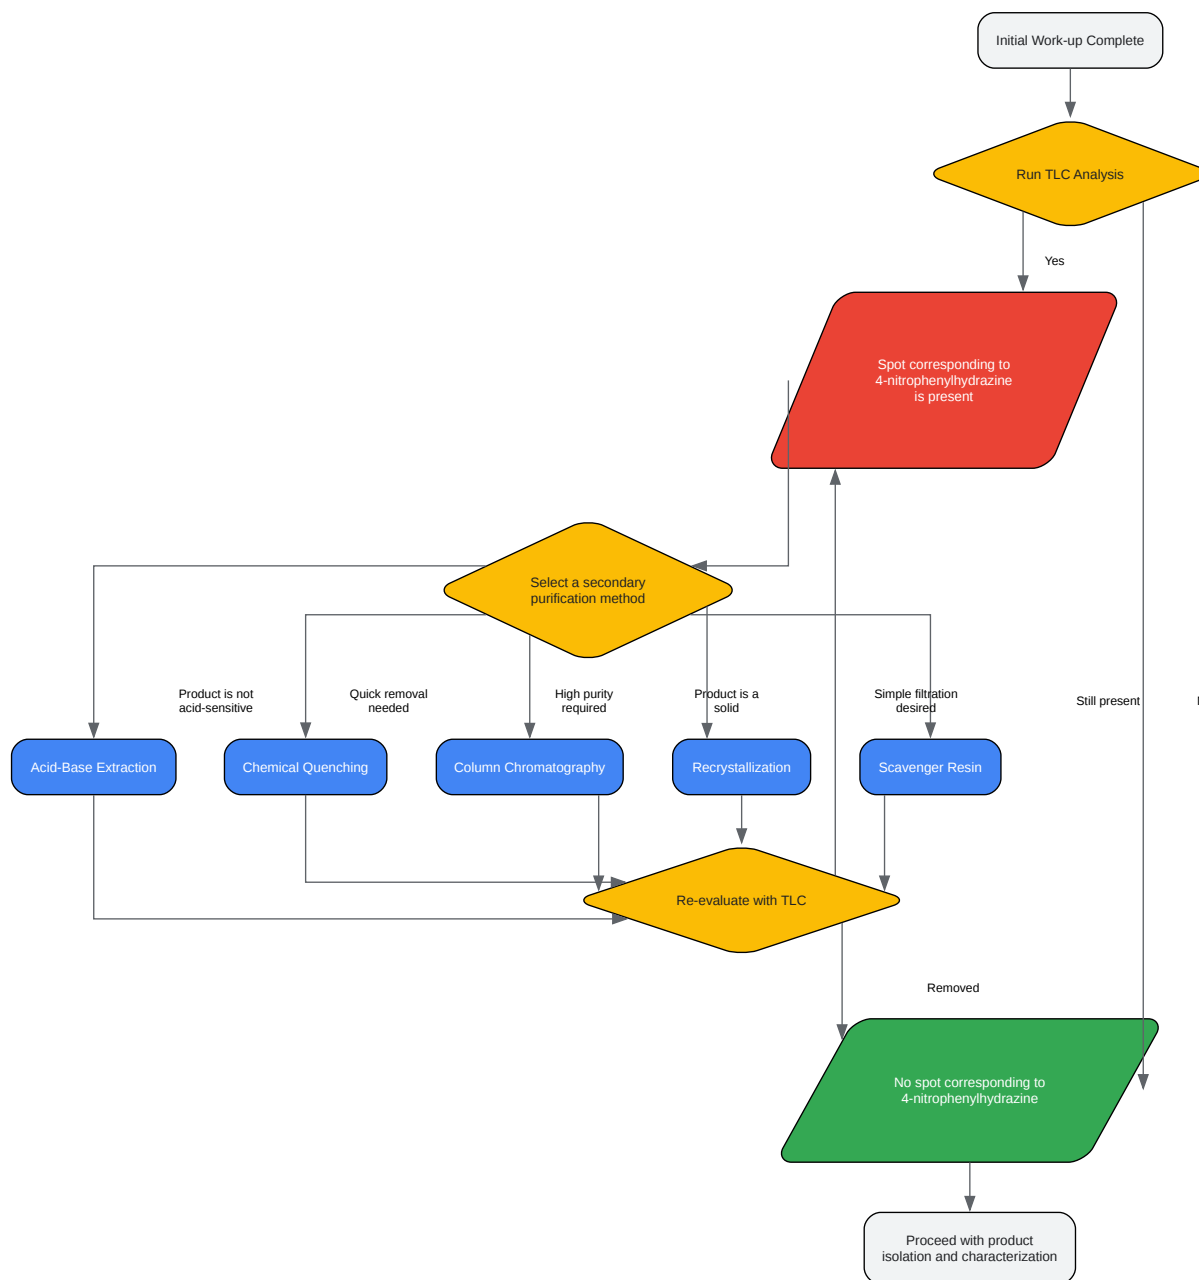 Initial Work-up Complete
Run TLC Analysis
Yes
Spot corresponding to
4-nitrophenylhydrazine
is present
Select a secondary
purification method
Product is not
acid-sensitive
Quick removal
needed
High purity
required
Product is a
solid
Simple filtration
desired
Still present
Acid-Base Extraction
Chemical Quenching
Column Chromatography
Recrystallization
Scavenger Resin
Re-evaluate with TLC
Removed
No spot corresponding to
4-nitrophenylhydrazine
Proceed with product
isolation and characterization